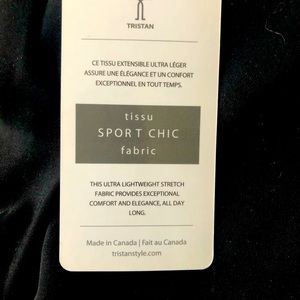 TRISTAN
CE TISSU EXTENSIBLE ULTRA LÉGER
ASSURE UNE ÉLÉGANCE ET UN CONFORT
EXCEPTIONNEL EN TOUT TEMPS.
tissu
SPORT CHIC
fabric
THIS ULTRA LIGHTWEIGHT STRETCH
FABRIC PROVIDES EXCEPTIONAL
COMFORT AND ELEGANCE, ALL DAY
LONG.
Made in Canada | Fait au Canada
tristanstyle.com